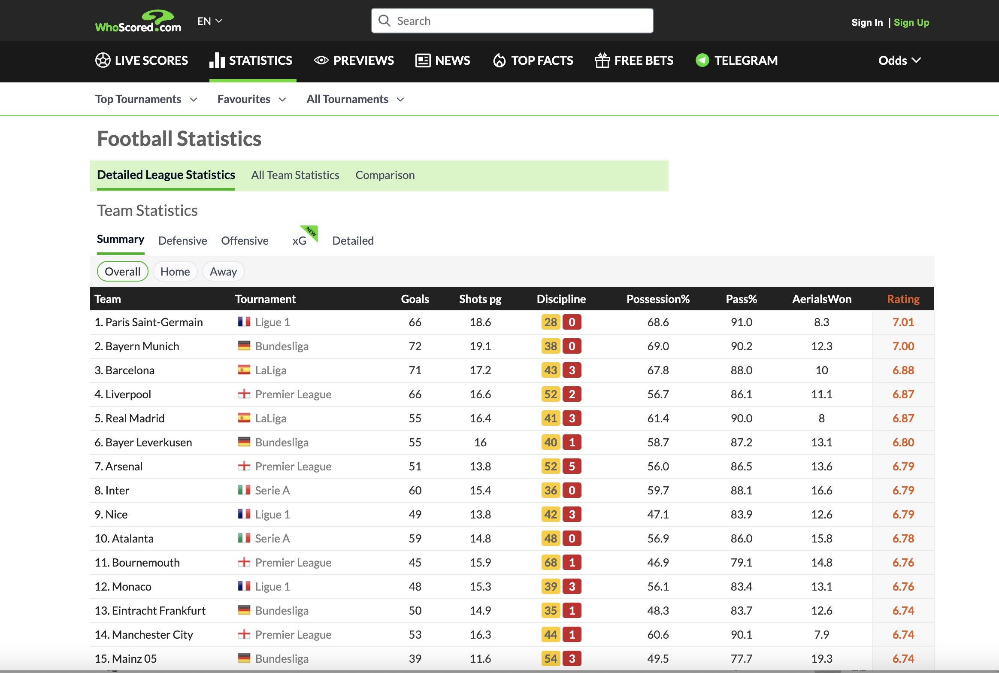 WhoScored.com EN Search Sign In | Sign Up
LIVE SCORES STATISTICS PREVIEWS NEWS TOP FACTS FREE BETS TELEGRAM Odds
Top Tournaments Favourites All Tournaments
Football Statistics
Detailed League Statistics All Team Statistics Comparison
Team Statistics
Summary Defensive Offensive xG NEW Detailed
Overall Home Away
Team Tournament Goals Shots pg Discipline Possession% Pass% AerialsWon Rating
1. Paris Saint-Germain Ligue 1 66 18.6 28 0 68.6 91.0 8.3 7.01
2. Bayern Munich Bundesliga 72 19.1 38 0 69.0 90.2 12.3 7.00
3. Barcelona LaLiga 71 17.2 43 3 67.8 88.0 10 6.88
4. Liverpool Premier League 66 16.6 52 2 56.7 86.1 11.1 6.87
5. Real Madrid LaLiga 55 16.4 41 3 61.4 90.0 8 6.87
6. Bayer Leverkusen Bundesliga 55 16 40 1 58.7 87.2 13.1 6.80
7. Arsenal Premier League 51 13.8 52 5 56.0 86.5 13.6 6.79
8. Inter Serie A 60 15.4 36 0 59.7 88.1 16.6 6.79
9. Nice Ligue 1 49 13.8 42 3 47.1 83.9 12.6 6.79
10. Atalanta Serie A 59 14.8 48 0 56.9 86.0 15.8 6.78
11. Bournemouth Premier League 45 15.9 68 1 46.9 79.1 14.8 6.76
12. Monaco Ligue 1 48 15.3 39 3 56.1 83.4 13.1 6.76
13. Eintracht Frankfurt Bundesliga 50 14.9 35 1 48.3 83.7 12.6 6.74
14. Manchester City Premier League 53 16.3 44 1 60.6 90.1 7.9 6.74
15. Mainz 05 Bundesliga 39 11.6 54 3 49.5 77.7 19.3 6.74